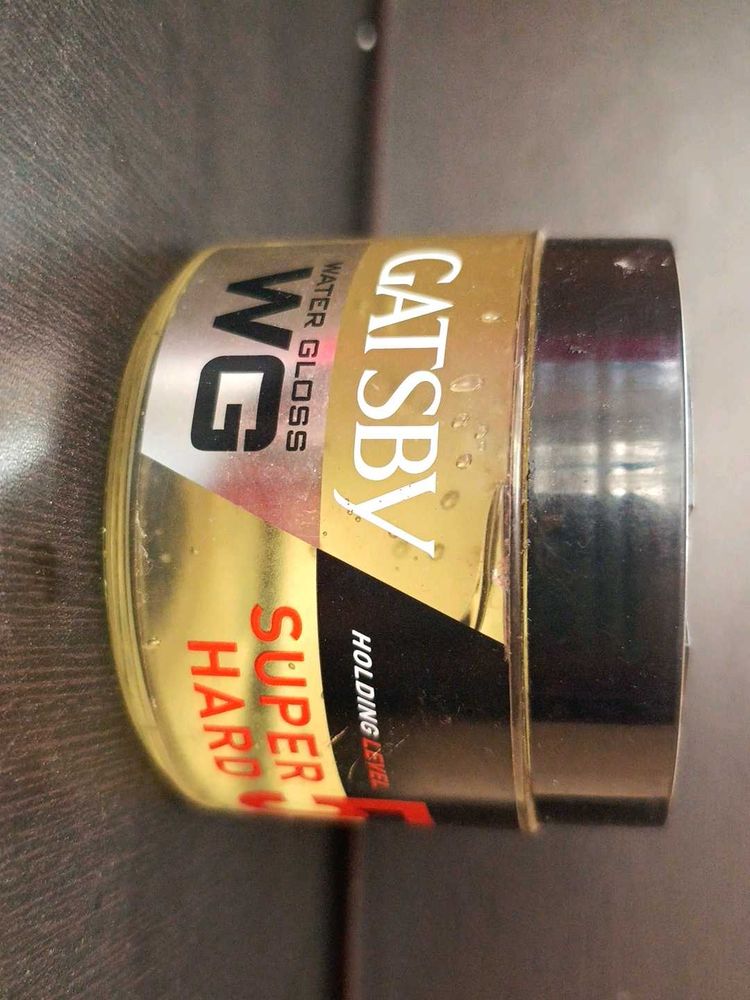 GATSBY
WATER GLOSS
WG
HOLDING LEVEL
SUPER
HARD